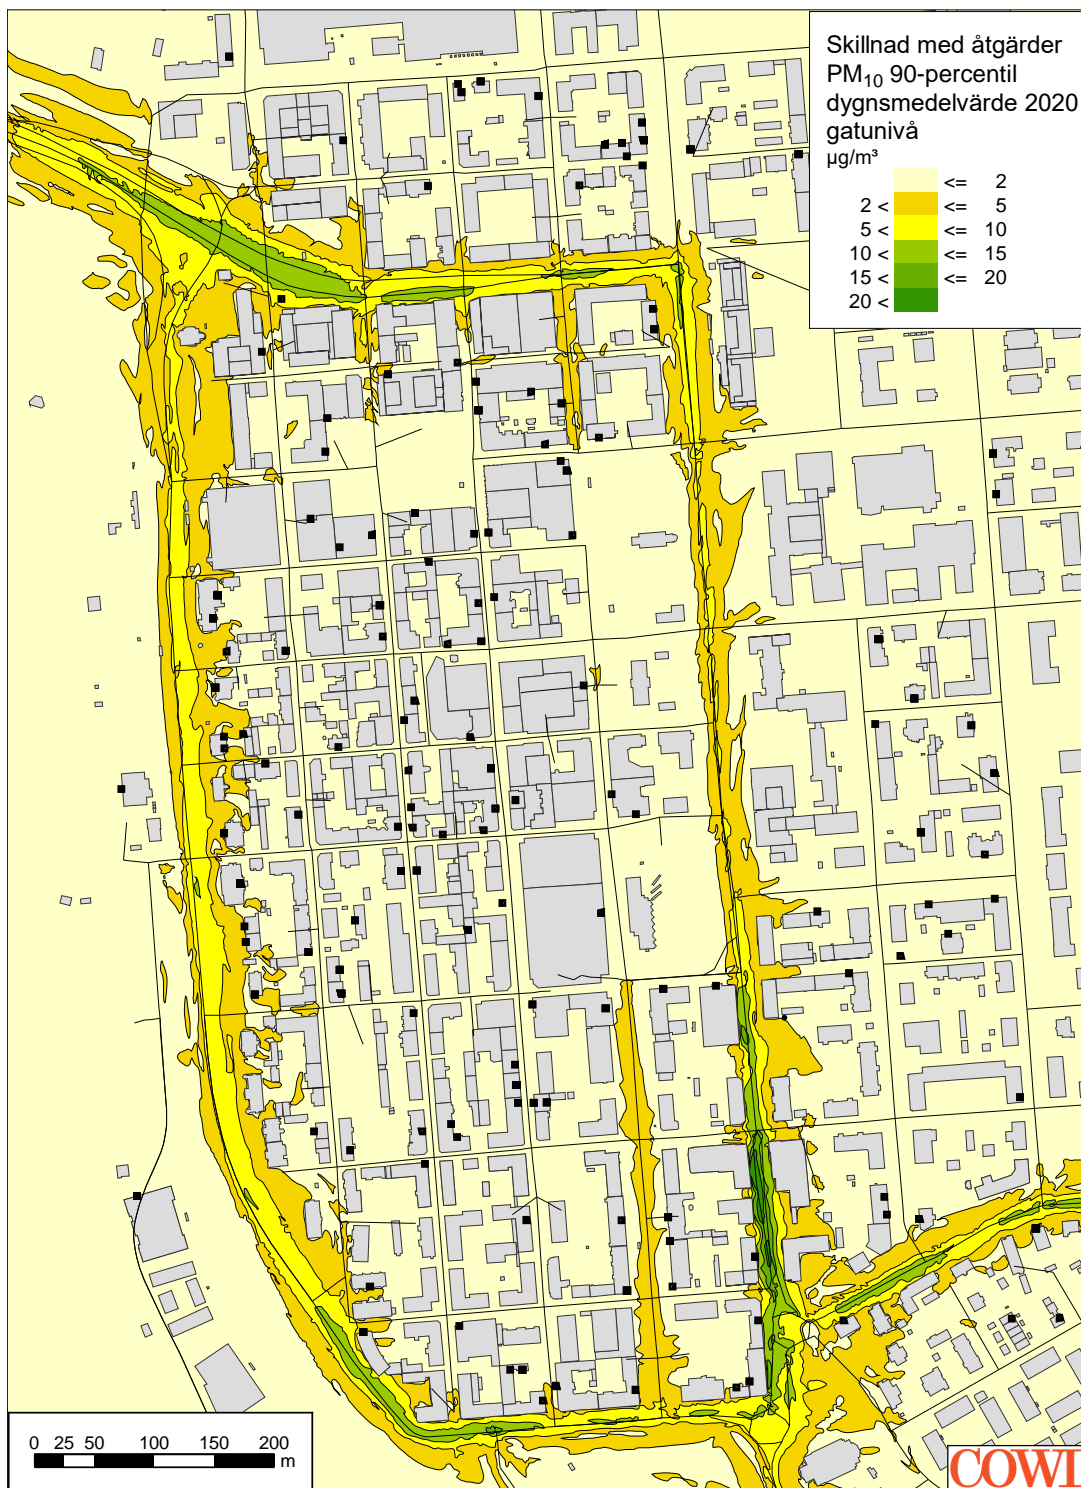 Skillnad med åtgärder
PM10 90-percentil
dygnsmedelvärde 2020
gatunivå
µg/m³
<= 2
2 < <= 5
5 < <= 10
10 < <= 15
15 < <= 20
20 <
0 25 50 100 150 200
m
COWI